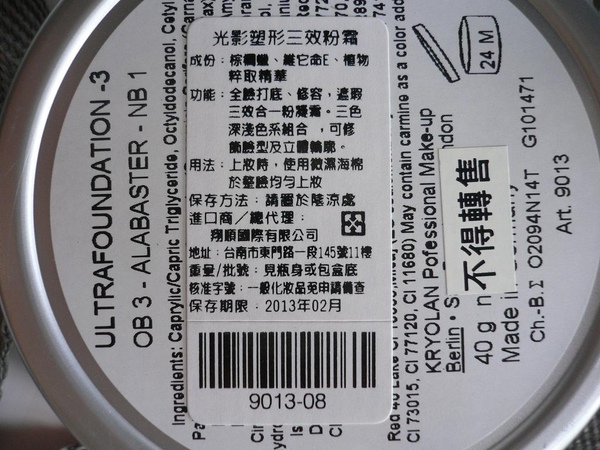 光影塑形三效粉霜
成份：棕櫚蠟、維它命E、植物
粹取精華
功能：全臉打底、修容，遮瑕
三效合一粉凝霜。三色
深淺色系組合，可修
飾臉型及立體輪廓。
用法：上妝時，使用微濕海棉
於整臉均勻上妝
保存方法：請置於陰涼處
進口商／總代理：
翔順國際有限公司
地址：台南市東門路一段145號11樓
重量/批號：見瓶身或包盒底
核准字號：一般化妝品免申請備查
保存期限：2013年02月
9013-08
ULTRAFOUNDATION -3
OB 3 - ALABASTER - NB 1
Ingredients: Caprylic/Capric Triglyceride, Octyldodecanol, Cetyl
Red 40 Lake
CI 73015, CI 77120, CI 11680) May contain carmine as a color add
KRYOLAN Pofessional Make-up
Berlin • S
40 g
Made in Germany
Ch.-B.Σ O2094N14T G101471
Art. 9013
24 M
不得轉售